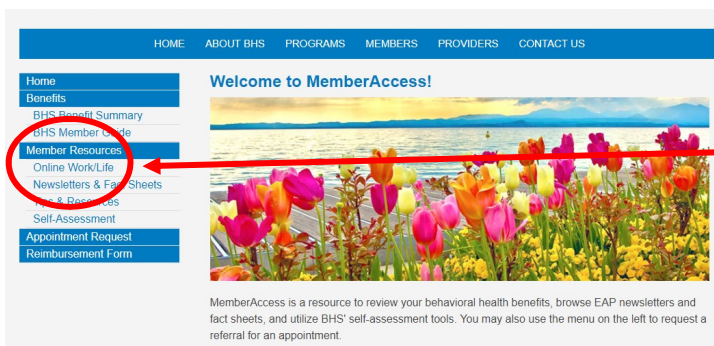 HOME ABOUT BHS PROGRAMS MEMBERS PROVIDERS CONTACT US
Home
Benefits
BHS Benefit Summary
BHS Member Guide
Member Resources
Online Work/Life
Newsletters & Fact Sheets
Tips & Resources
Self-Assessment
Appointment Request
Reimbursement Form
Welcome to MemberAccess!
MemberAccess is a resource to review your behavioral health benefits, browse EAP newsletters and
fact sheets, and utilize BHS' self-assessment tools. You may also use the menu on the left to request a
referral for an appointment.